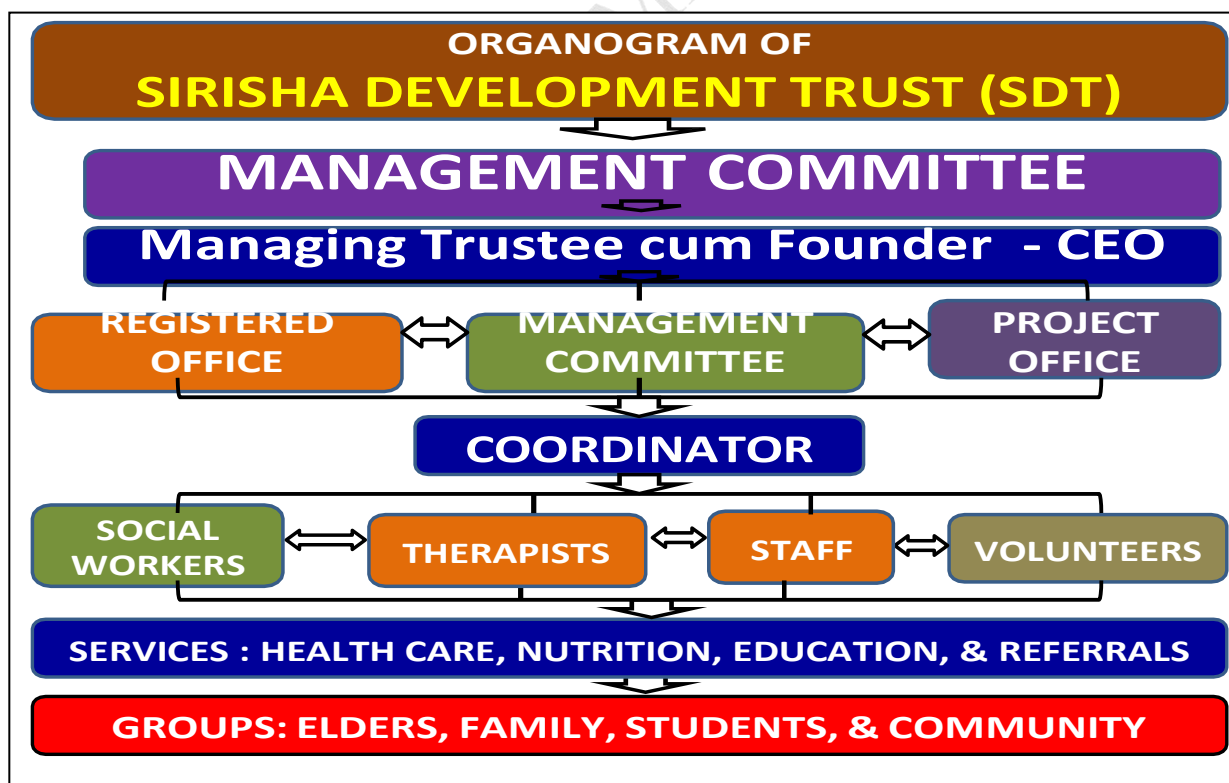 ORGANOGRAM OF
SIRISHA DEVELOPMENT TRUST (SDT)
MANAGEMENT COMMITTEE
Managing Trustee cum Founder - CEO
REGISTERED
OFFICE
MANAGEMENT
COMMITTEE
PROJECT
OFFICE
COORDINATOR
SOCIAL
WORKERS
THERAPISTS
STAFF
VOLUNTEERS
SERVICES : HEALTH CARE, NUTRITION, EDUCATION, & REFERRALS
GROUPS: ELDERS, FAMILY, STUDENTS, & COMMUNITY